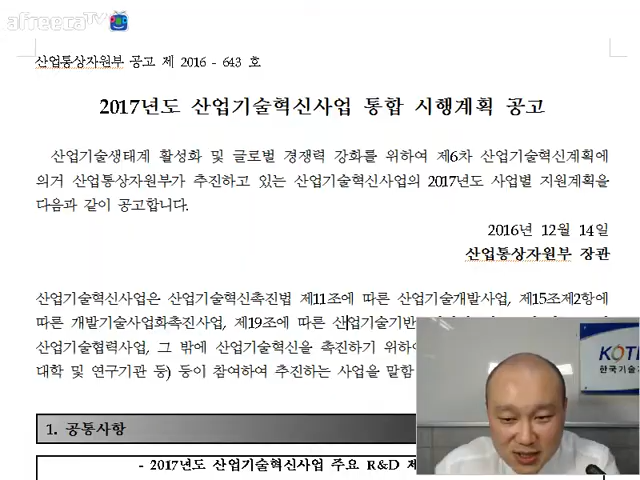 afreecaTV
산업통상자원부 공고 제 2016 - 643 호
2017년도 산업기술혁신사업 통합 시행계획 공고
산업기술생태계 활성화 및 글로벌 경쟁력 강화를 위하여 제6차 산업기술혁신계획에
의거 산업통상자원부가 추진하고 있는 산업기술혁신사업의 2017년도 사업별 지원계획을
다음과 같이 공고합니다.
2016년 12월 14일
산업통상자원부 장관
산업기술혁신사업은 산업기술혁신촉진법 제11조에 따른 산업기술개발사업, 제15조제2항에
따른 개발기술사업화촉진사업, 제19조에 따른 산업기술기반
산업기술협력사업, 그 밖에 산업기술혁신을 촉진하기 위하여
대학 및 연구기관 등) 등이 참여하여 추진하는 사업을 말함
한국기술
1. 공통사항
- 2017년도 산업기술혁신사업 주요 R&D 제